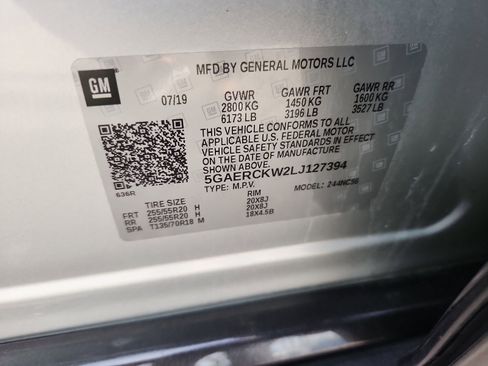 GM
MFD BY GENERAL MOTORS LLC
07/19 GVWR GAWR FRT GAWR RR
2800 KG 1450 KG 1600 KG
6173 LB 3196 LB 3527 LB
THIS VEHICLE CONFORMS TO ALL
APPLICABLE U.S. FEDERAL MOTOR
VEHICLE SAFETY STANDARDS IN EFFECT
ON THE DATE OF MANUFACTURE
SHOWN ABOVE.
5GAERCKW2LJ127394
636R
TYPE: M.P.V. MODEL: 244NC56
TIRE SIZE RIM
FRT 255/55R20 H 20X8J
RR 255/55R20 H 20X8J
SPA T135/70R18 M 18X4.5B